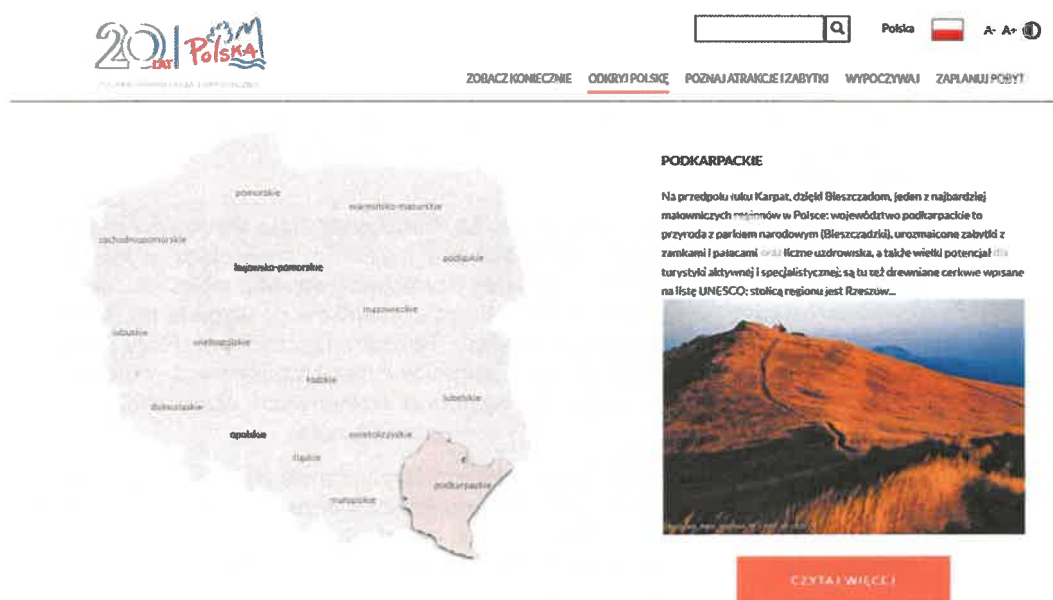 20 LAT Polska
Polska
A- A+
ZOBACZ KONIECZNIE ODKRYJ POLSKĘ POZNAJ ATRAKCJE I ZABYTKI WYPOCZYWAJ ZAPLANUJ POBYT
pomorskie
warmińsko-mazurskie
zachodniopomorskie
podlaskie
kujawsko-pomorskie
mazowieckie
lubuskie
wielkopolskie
łódzkie
lubelskie
dolnośląskie
opolskie
świetokrzyskie
śląskie
podkarpackie
małopolskie
PODKARPACKIE
Na przedpolu łuku Karpat, dzięki Bieszczadom, jeden z najbardziej
malowniczych regionów w Polsce: województwo podkarpackie to
przyroda z parkiem narodowym (Bieszczadzki), urozmaicone zabytki z
zamkami i pałacami oraz liczne uzdrowiska, a także wielki potencjał dla
turystyki aktywnej i specjalistycznej; są tu też drewniane cerkwie wpisane
na listę UNESCO; stolicą regionu jest Rzeszów...
CZYTAJ WIĘCEJ